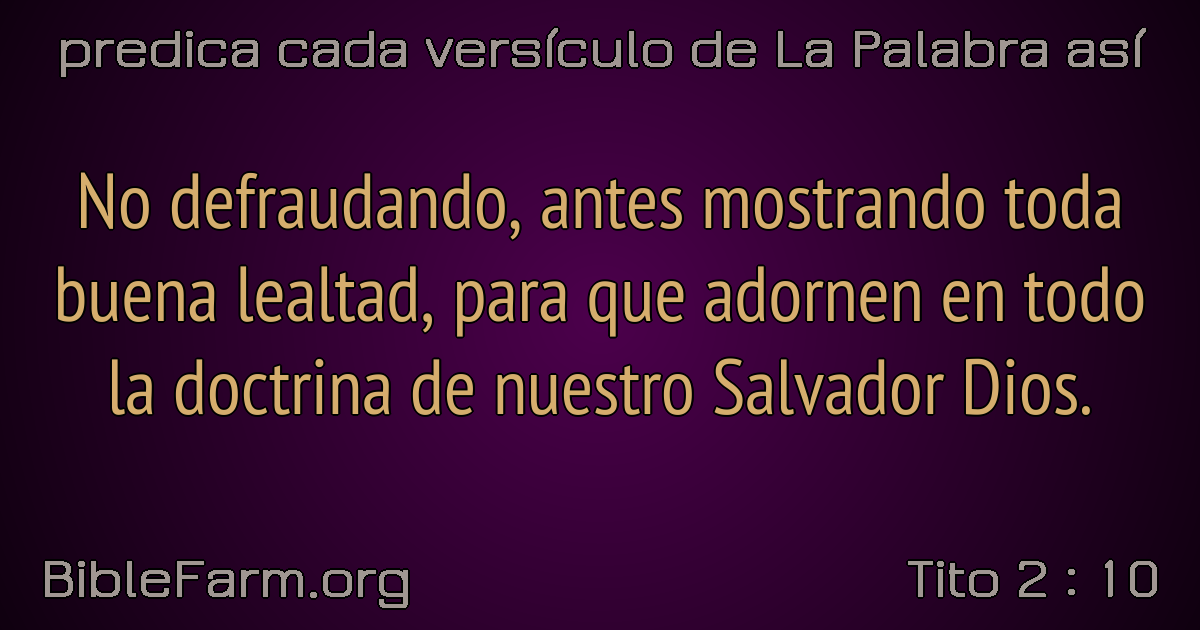 predica cada versículo de La Palabra así
No defraudando, antes mostrando toda
buena lealtad, para que adornen en todo
la doctrina de nuestro Salvador Dios.
BibleFarm.org
Tito 2 : 10